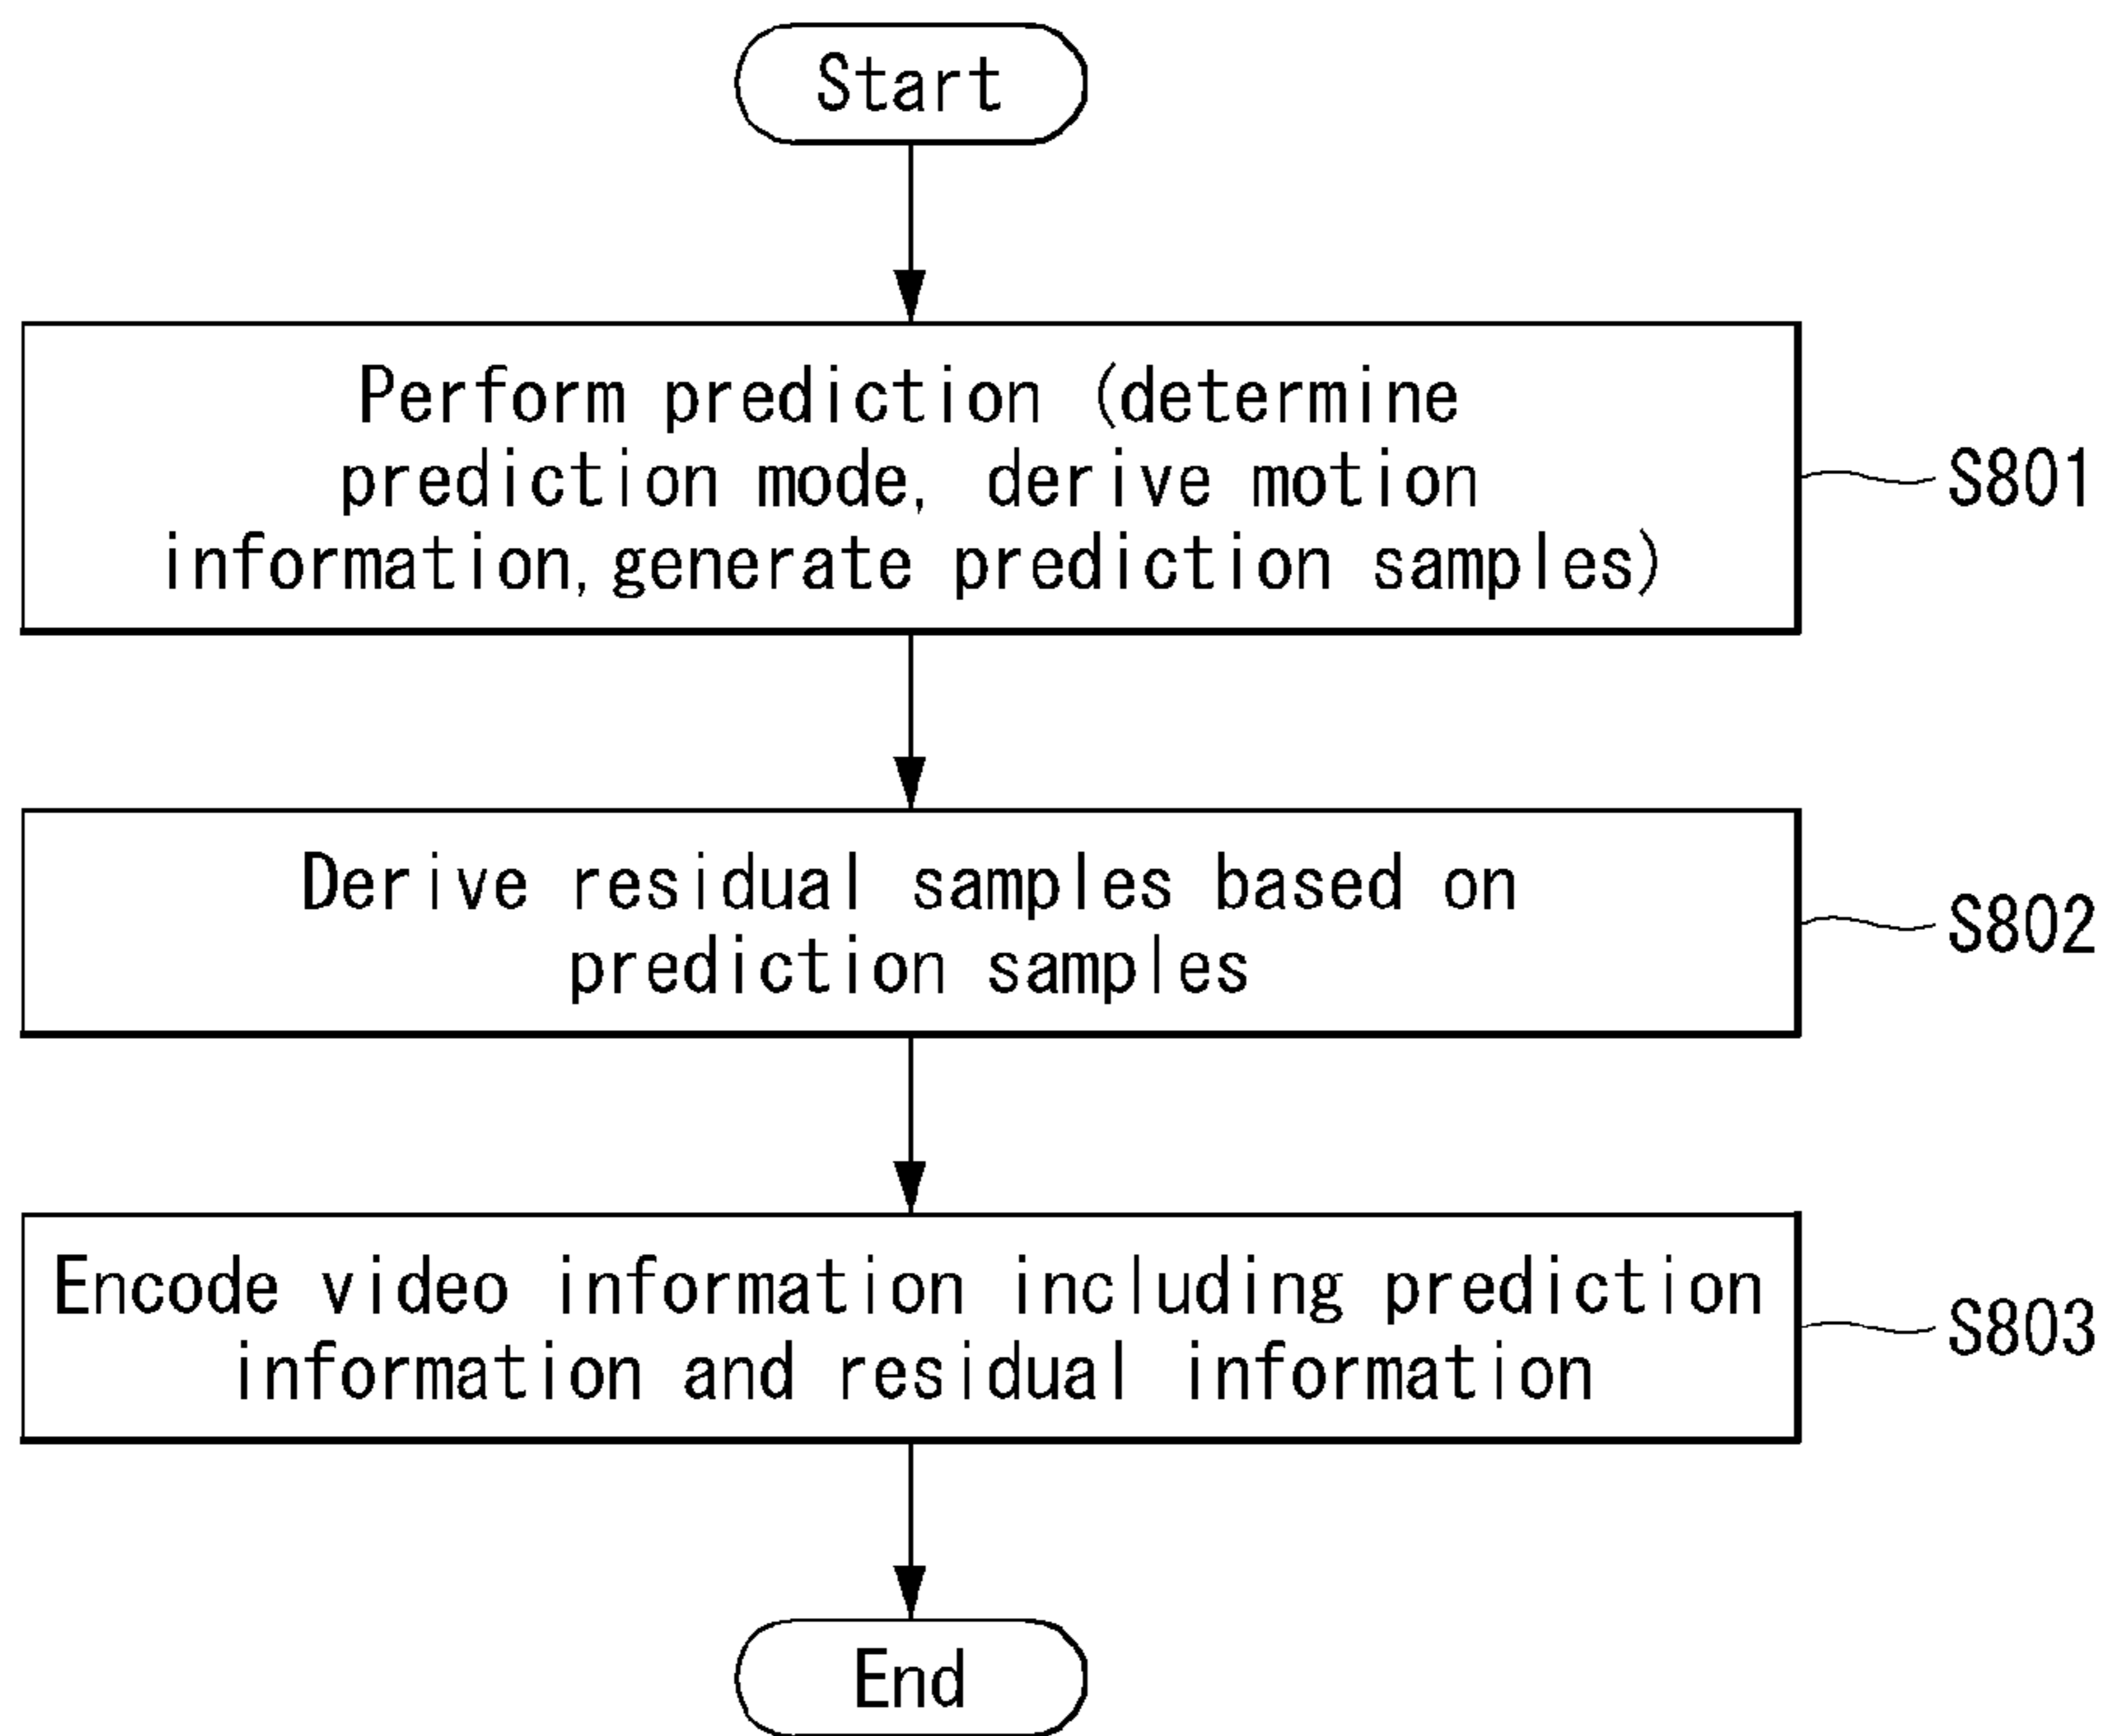 Start
Perform prediction (determine
prediction mode, derive motion
information, generate prediction samples)
S801
Derive residual samples based on
prediction samples
S802
Encode video information including prediction
information and residual information
S803
End